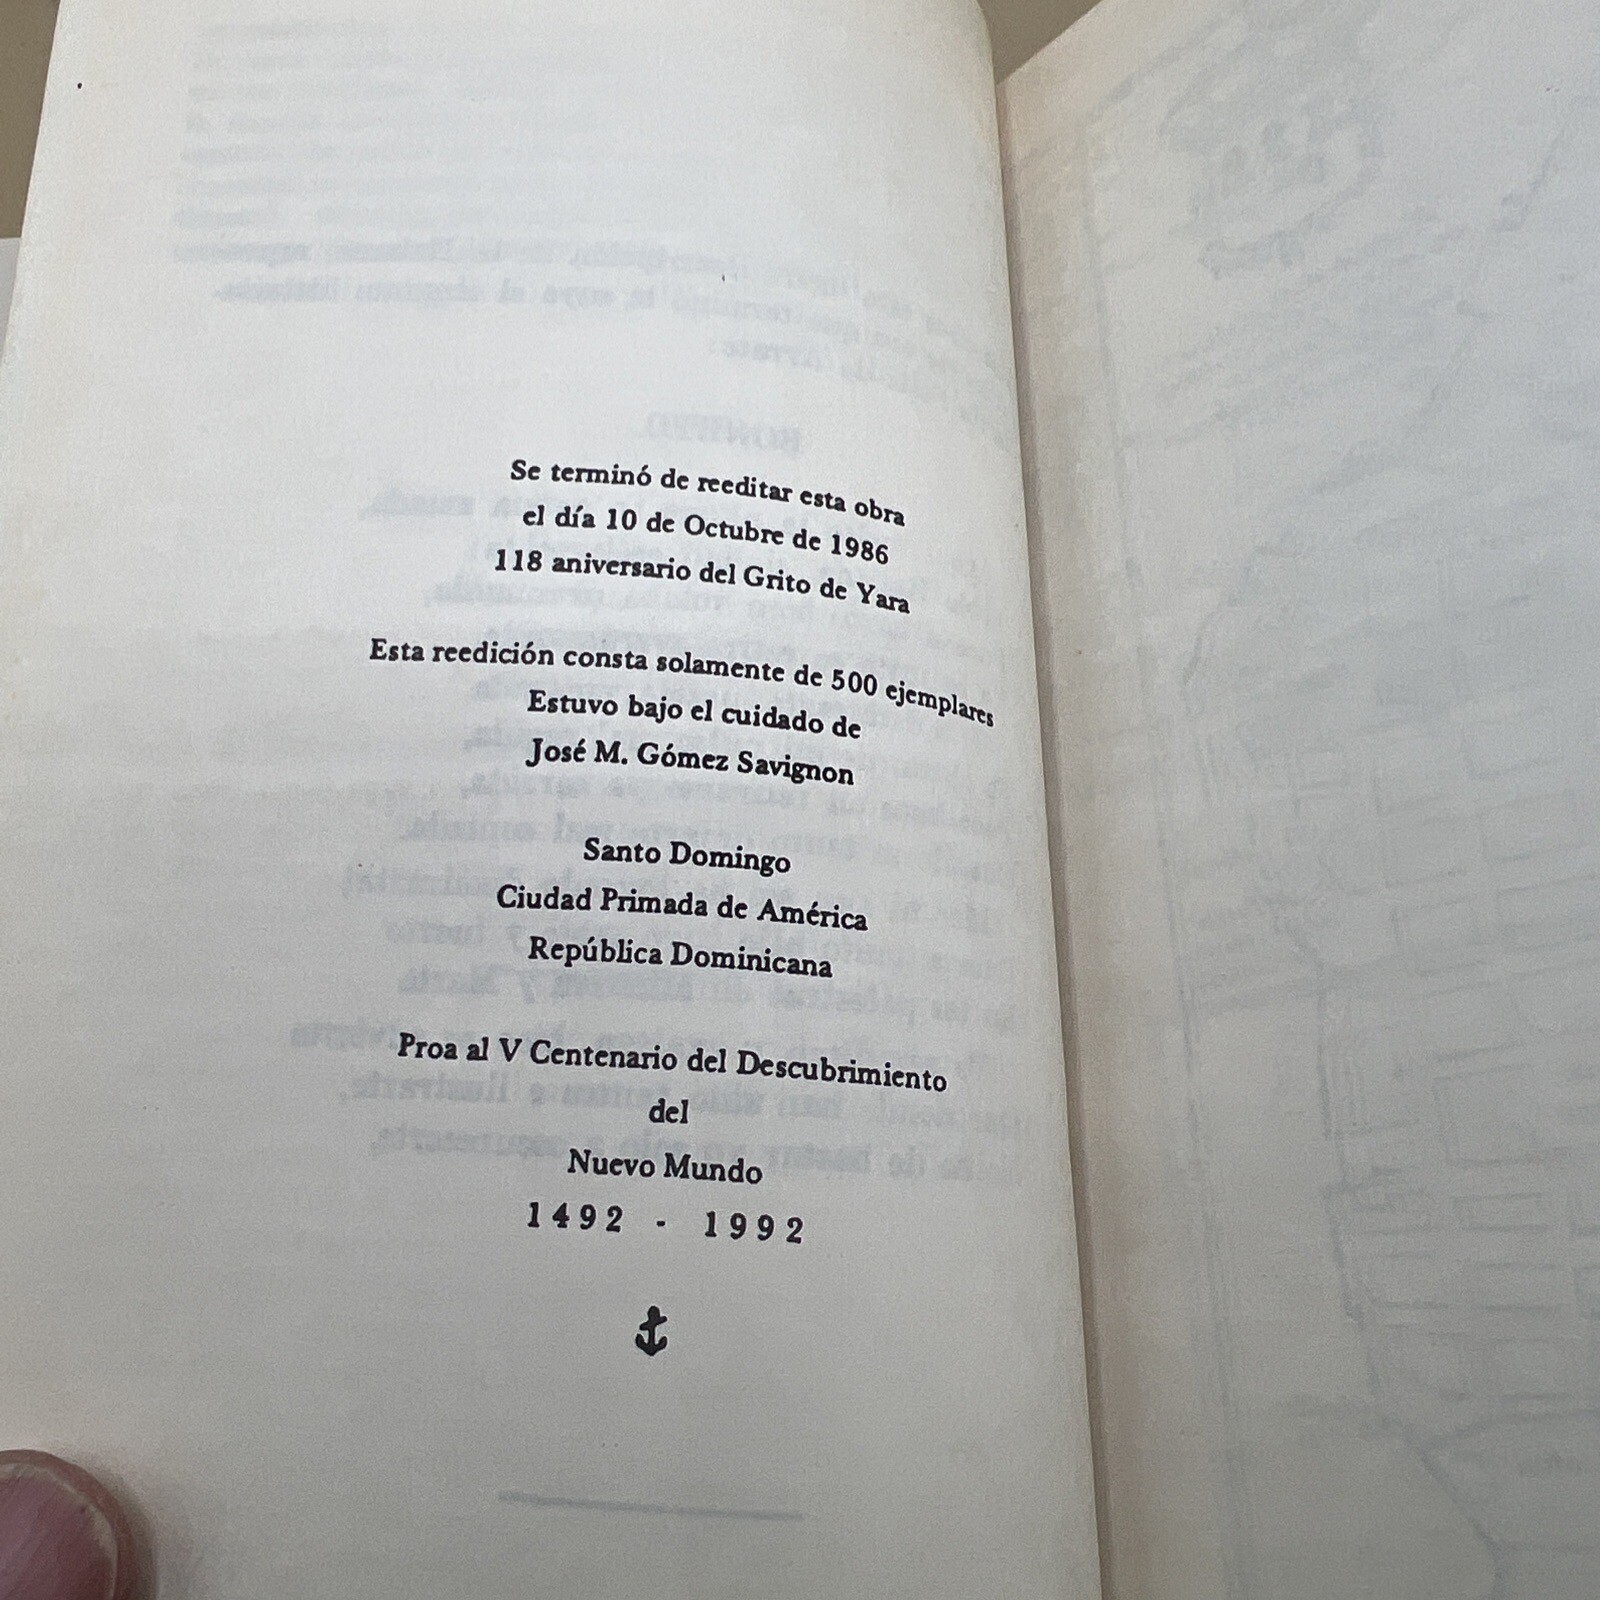 Se terminó de reeditar esta obra
el día 10 de Octubre de 1986
118 aniversario del Grito de Yara
Esta reedición consta solamente de 500 ejemplares
Estuvo bajo el cuidado de
José M. Gómez Savignon
Santo Domingo
Ciudad Primada de América
República Dominicana
Proa al V Centenario del Descubrimiento
del
Nuevo Mundo
1492 - 1992